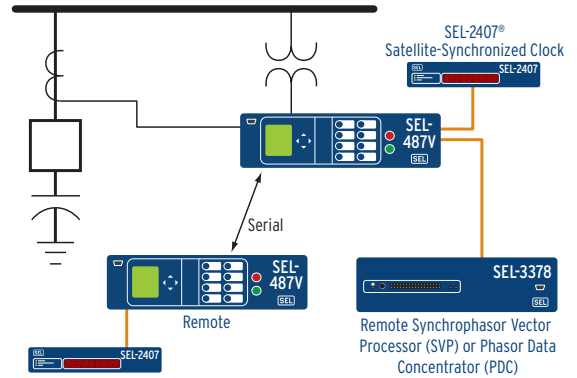 SEL-2407®
Satellite-Synchronized Clock
SEL
SEL-2407
SEL-
487V
SEL
Serial
SEL-
487V
SEL
Remote
SEL-3378
SEL
Remote Synchrophasor Vector
Processor (SVP) or Phasor Data
Concentrator (PDC)
SEL
SEL-2407